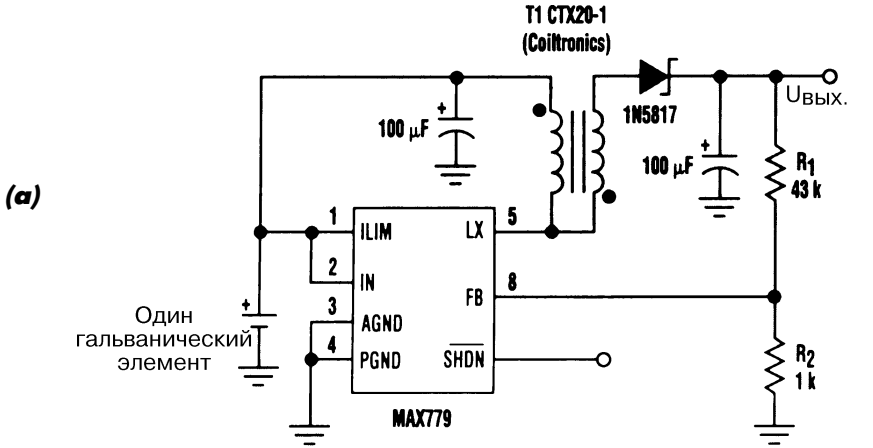 T1 CTX20-1
(Coiltronics)
+
100 μF
1N5817
Uвых.
+
100 μF
R1
43 k
(а)
1
ILIM
LX
5
2
IN
FB
8
3
AGND
4
PGND
SHDN
+
Один
гальванический
элемент
R2
1 k
MAX779